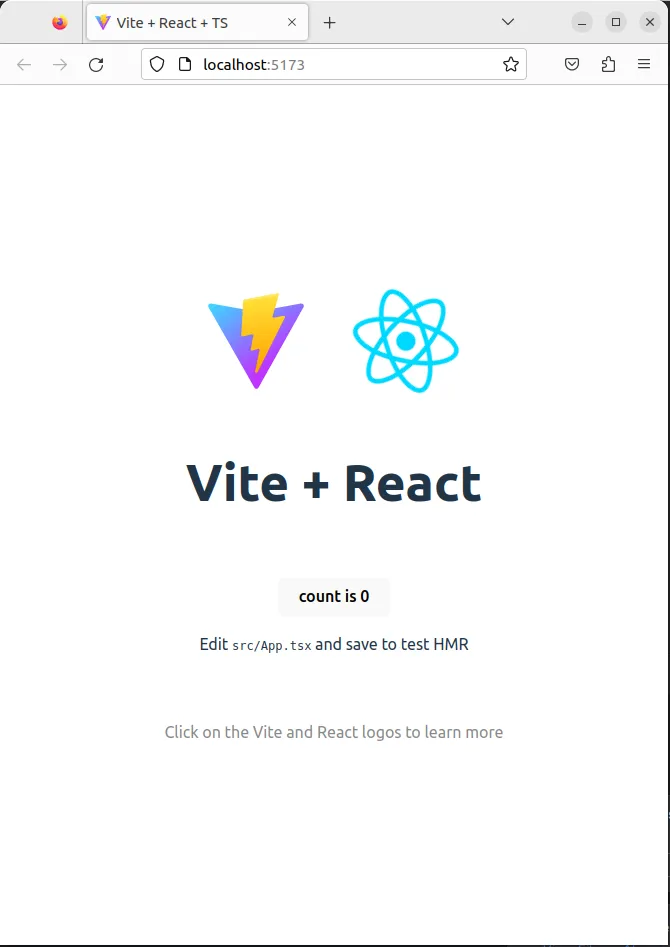 Vite + React + TS
localhost:5173
Vite + React
count is 0
Edit src/App.tsx and save to test HMR
Click on the Vite and React logos to learn more